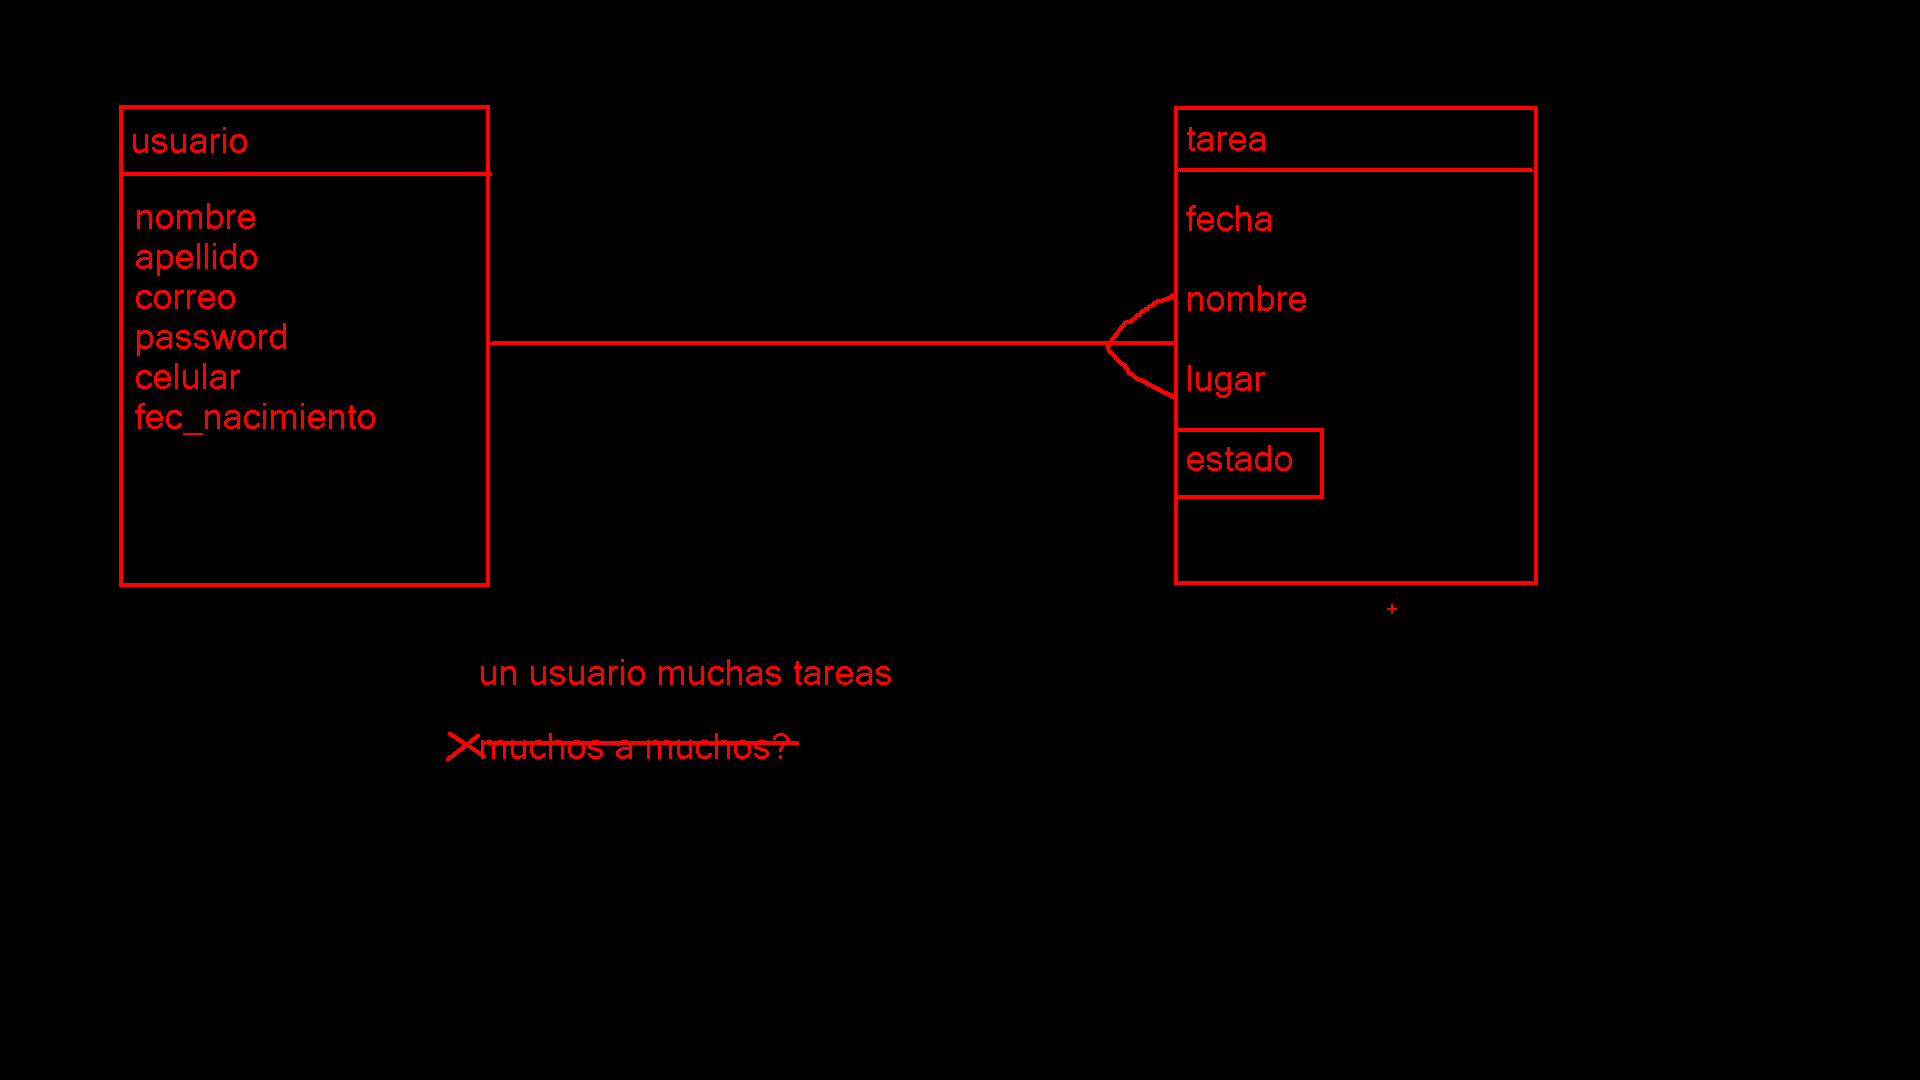 usuario
nombre
apellido
correo
password
celular
fec_nacimiento
tarea
fecha
nombre
lugar
estado
un usuario muchas tareas
muchos a muchos?